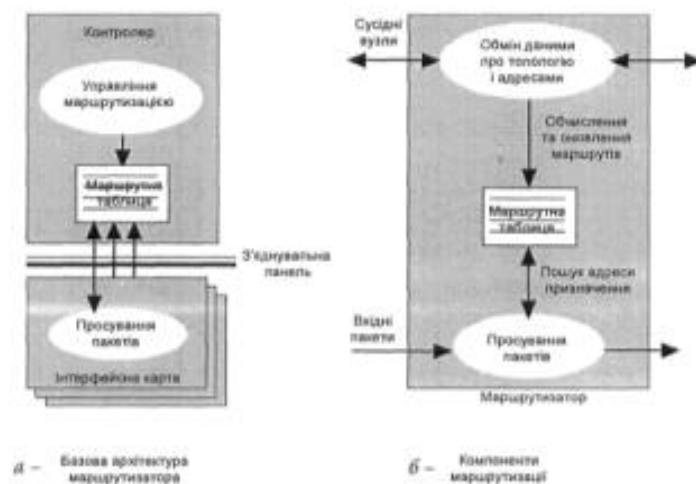 Контролер
Управління
маршрутизацією
Маршрутна
таблиця
З'єднувальна
панель
Просування
пакетів
Інтерфейсна карта
а – Базова архітектура
маршрутизатора
Сусідні
вузли
Обмін даними
про топологію
і адресами
Обчислення
та оновлення
маршрутів
Маршрутна
таблиця
Пошук адреси
призначення
Вхідні
пакети
Просування
пакетів
Маршрутизатор
б – Компоненти
маршрутизації